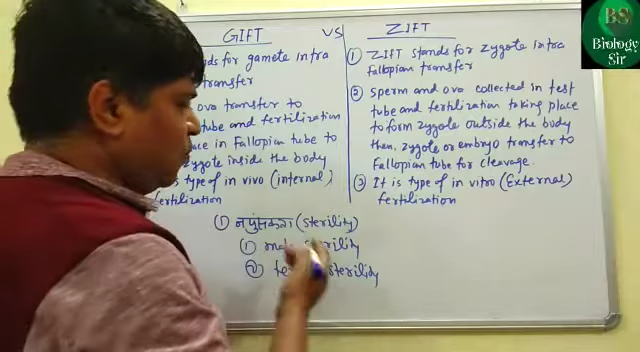 GIFT VS ZIFT
for gamete intra
transfer
ova transfer to
tube and fertilization
in Fallopian tube to
zygote inside the body
type of in vivo (internal)
fertilization
① ZIFT stands for zygote intra
fallopian transfer
② sperm and ova collected in test
tube and fertilization taking place
to form zygote outside the body
then, zygote or embryo transfer to
Fallopian tube for cleavage.
③ It is type of in vitro (External)
fertilization
① नपुंसकता (sterility)
① sterility
② sterility
BS
Biology
Sir